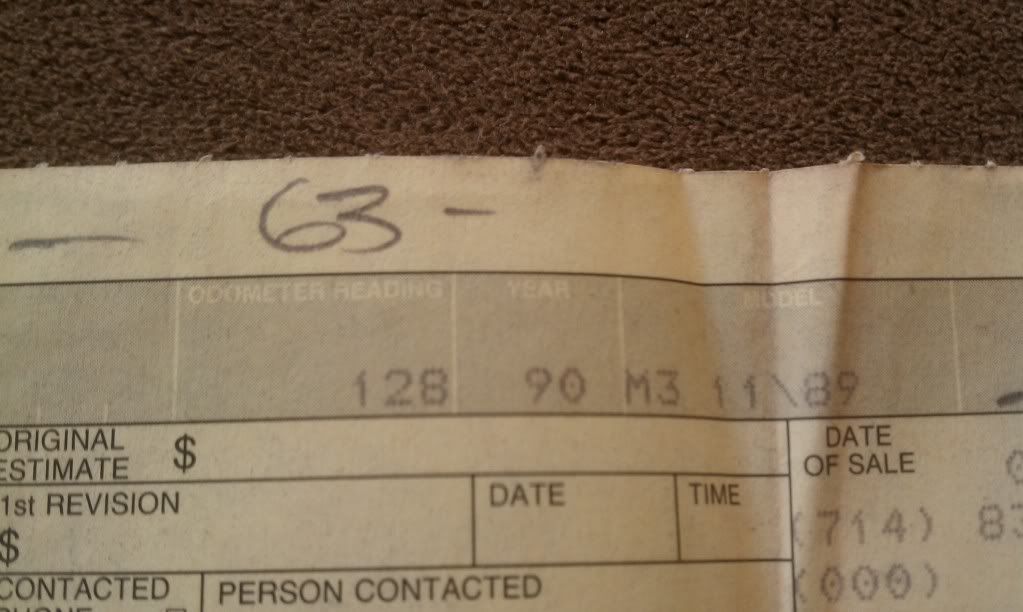 — 63 -
ODOMETER READING YEAR MODEL
128 90 M3 11\89
ORIGINAL ESTIMATE $
DATE OF SALE
1st REVISION DATE TIME
$
(714) 83
CONTACTED PERSON CONTACTED
(000)